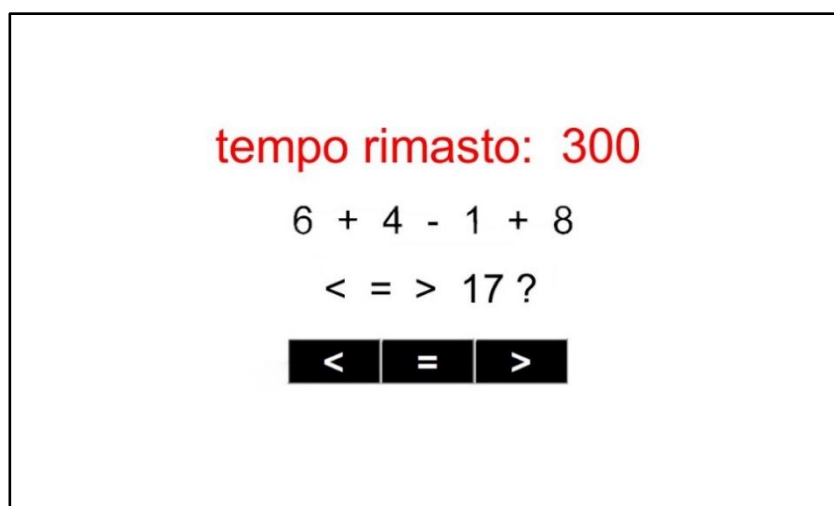 tempo rimasto: 300
6 + 4 - 1 + 8
< = > 17 ?
< = >